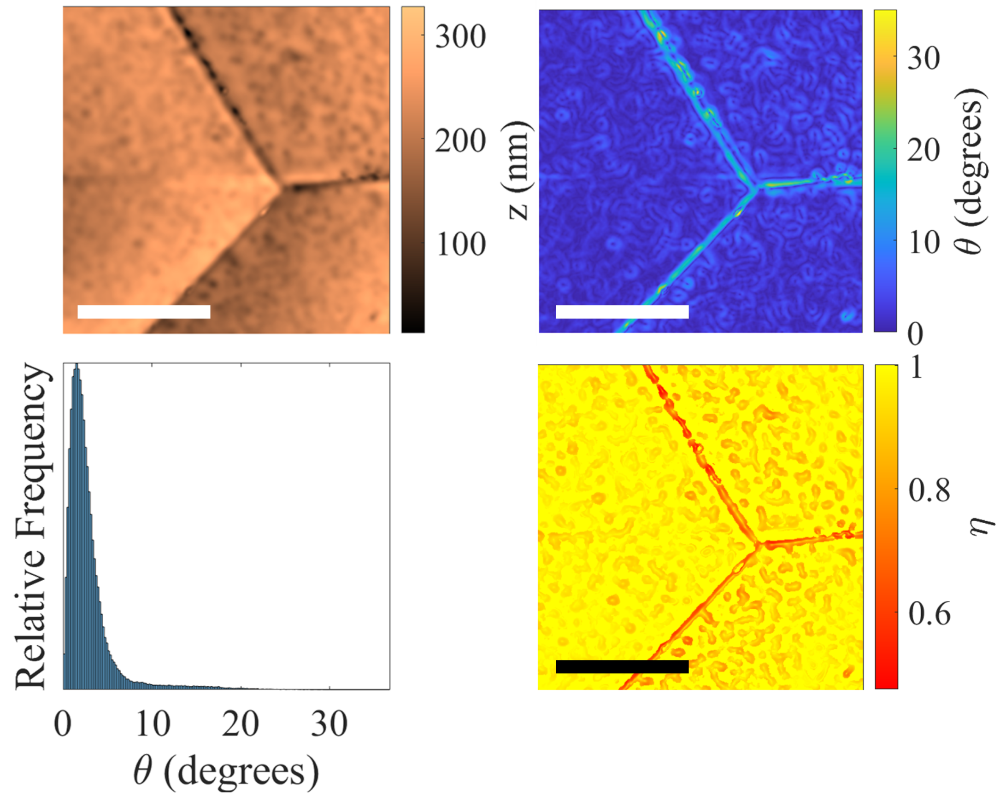 300
200
100
z (nm)
30
20
10
0
θ (degrees)
Relative Frequency
0 10 20 30
θ (degrees)
1
0.8
0.6
η